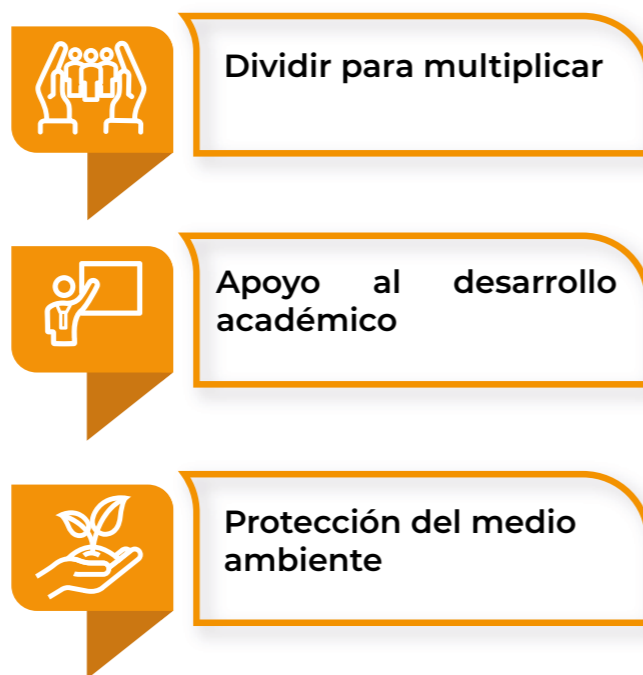 Dividir para multiplicar
Apoyo al desarrollo
académico
Protección del medio
ambiente